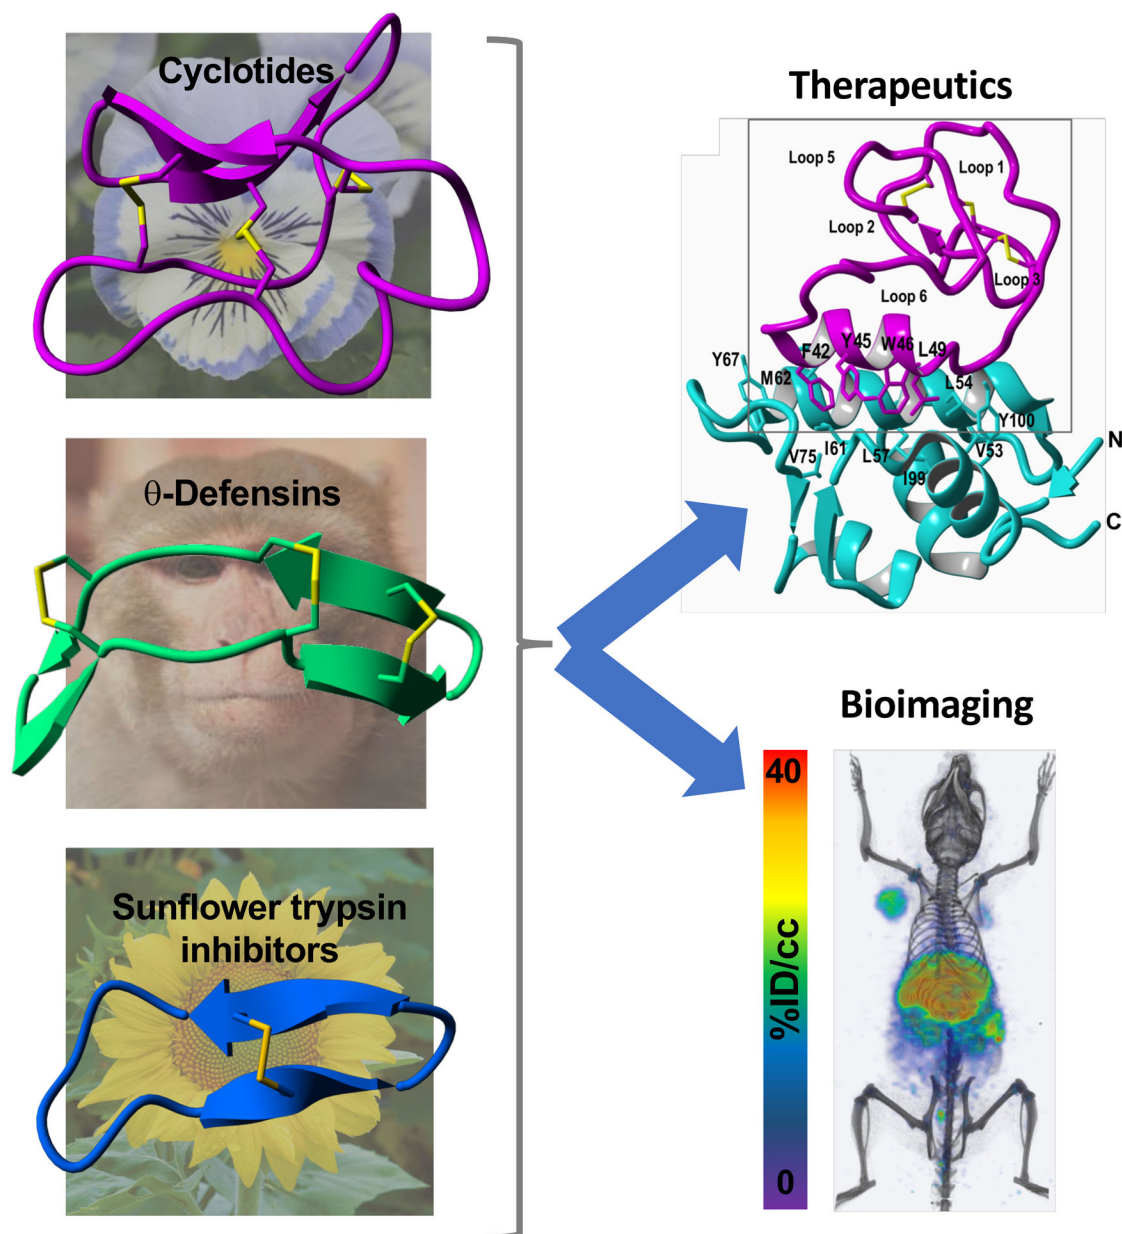 Cyclotides
θ-Defensins
Sunflower trypsin
inhibitors
Therapeutics
Loop 5
Loop 1
Loop 2
Loop 3
Loop 6
F42
Y45
W46
L49
Y67
M62
L54
Y100
I61
V75
L57
V53
I99
N
C
Bioimaging
40
%ID/cc
0